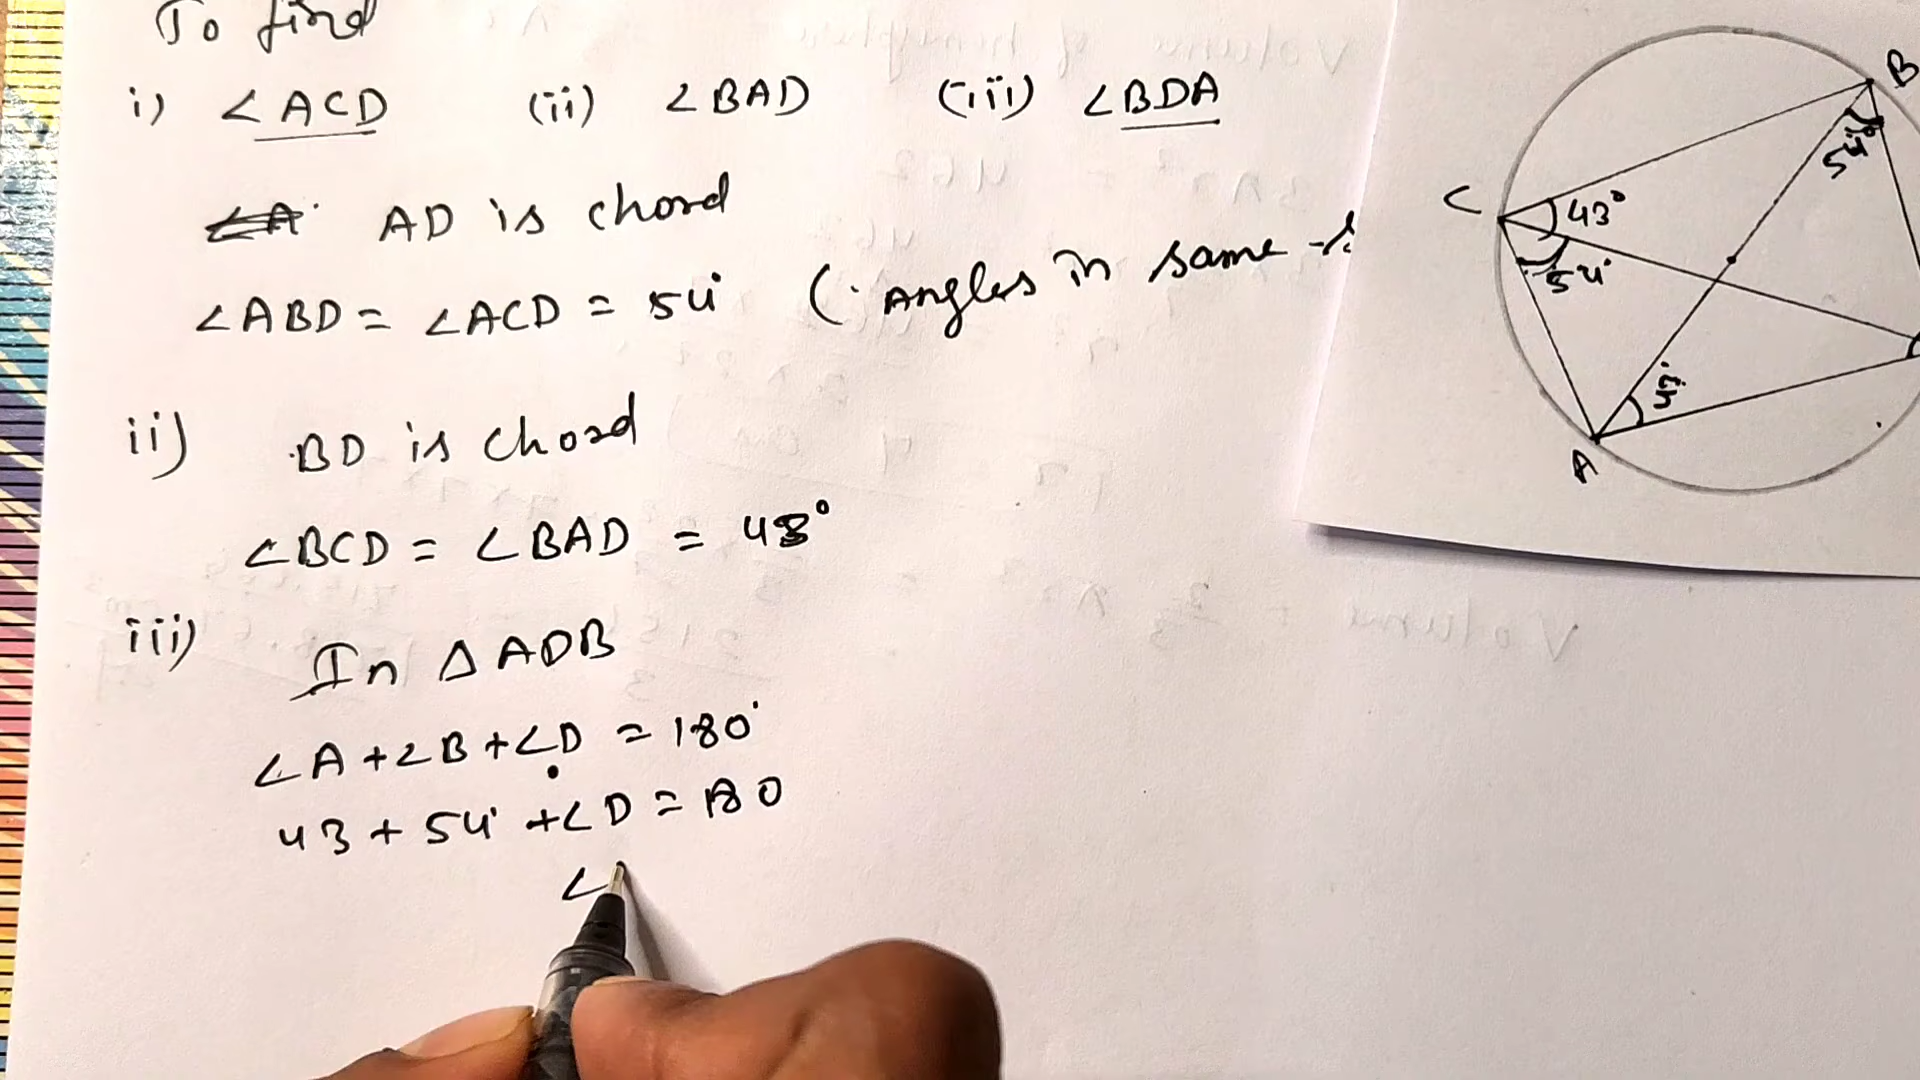 To find
i) ∠ACD (ii) ∠BAD (iii) ∠BDA
AD is chord
∠ABD = ∠ACD = 54° (∵ Angles in same
ii) BD is chord
∠BCD = ∠BAD = 43°
iii) In Δ ADB
∠A + ∠B + ∠D = 180°
43 + 54° + ∠D = 180
∠
B
54°
C
43°
54°
A